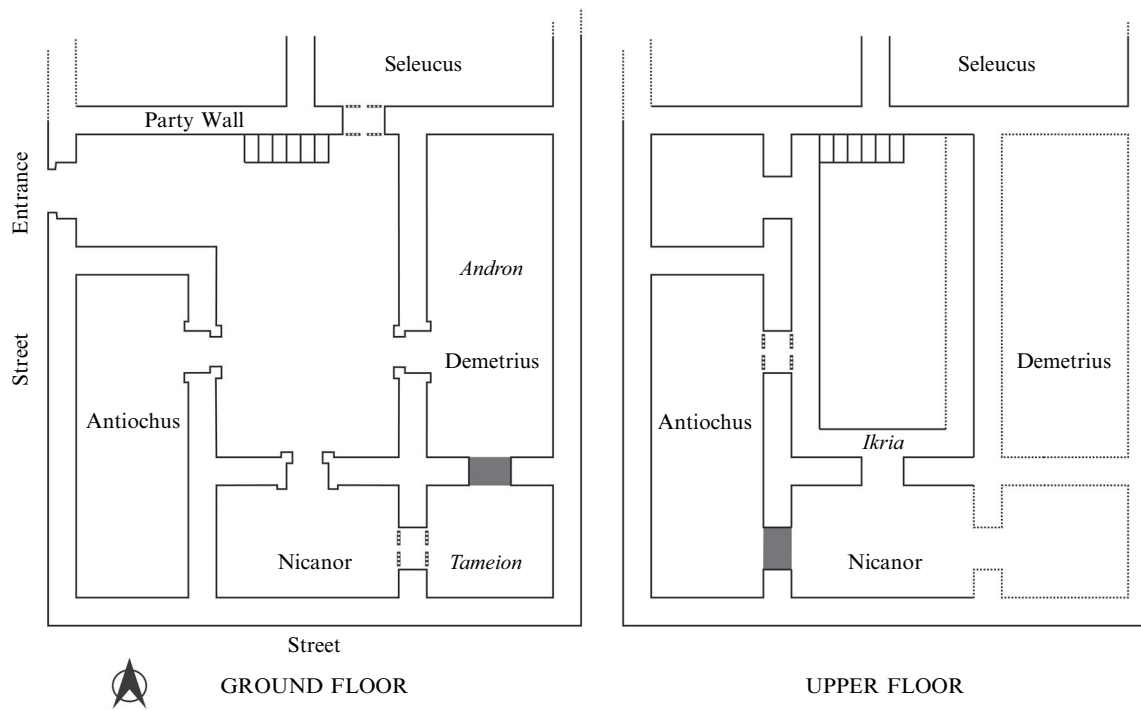 Seleucus
Party Wall
Entrance
Andron
Street
Demetrius
Antiochus
Nicanor
Tameion
Street
GROUND FLOOR
Seleucus
Demetrius
Antiochus
Ikria
Nicanor
UPPER FLOOR